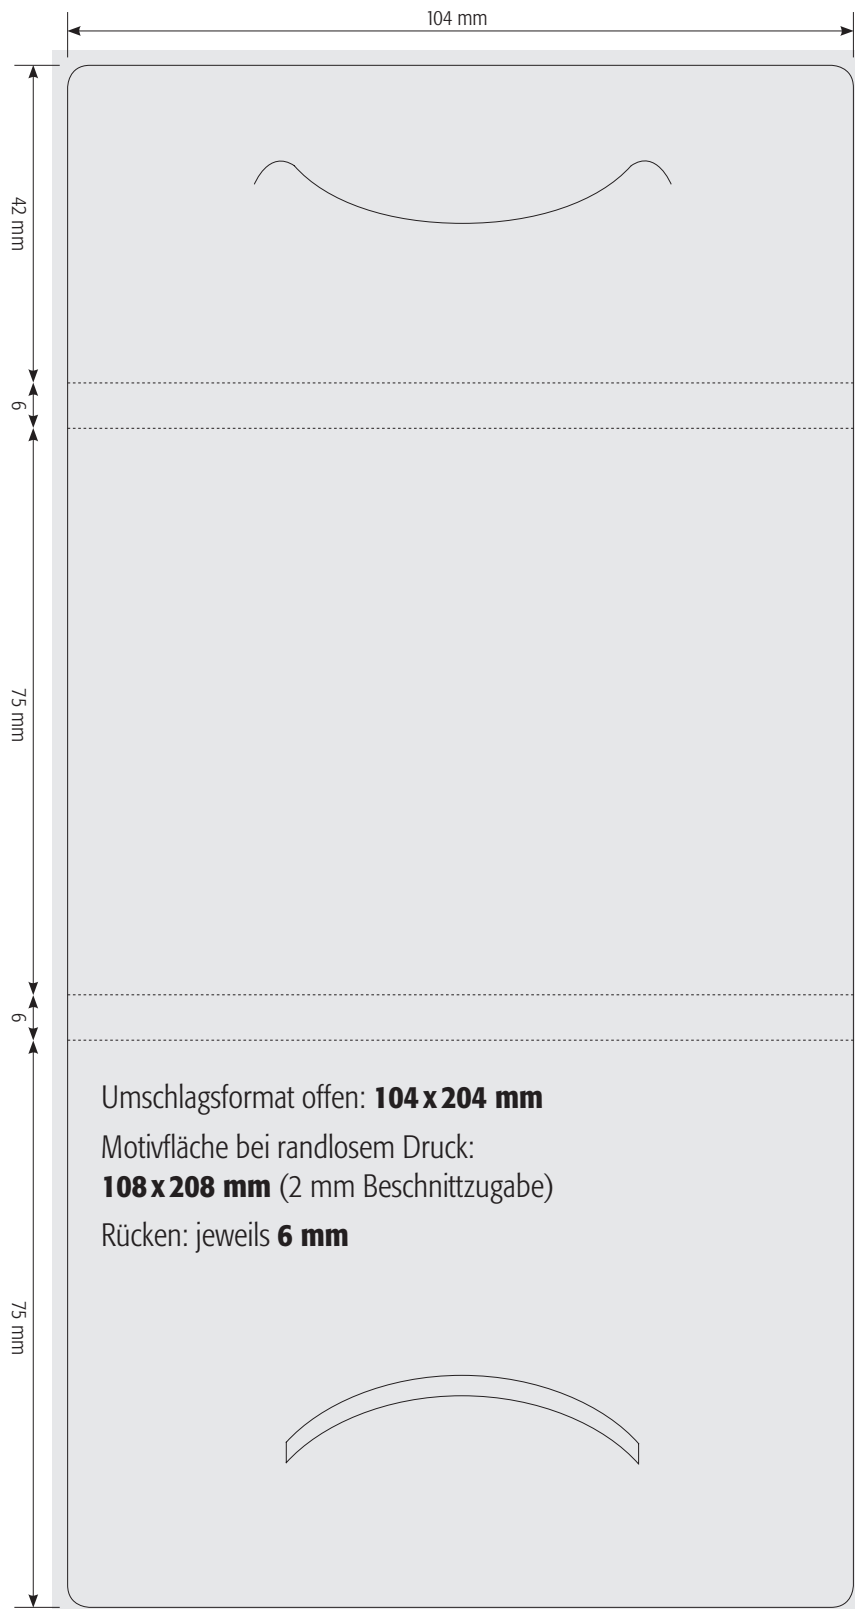 104 mm
42 mm
6
75 mm
6
75 mm
Umschlagsformat offen: 104 x 204 mm
Motivfläche bei randlosem Druck:
108 x 208 mm (2 mm Beschnittzugabe)
Rücken: jeweils 6 mm